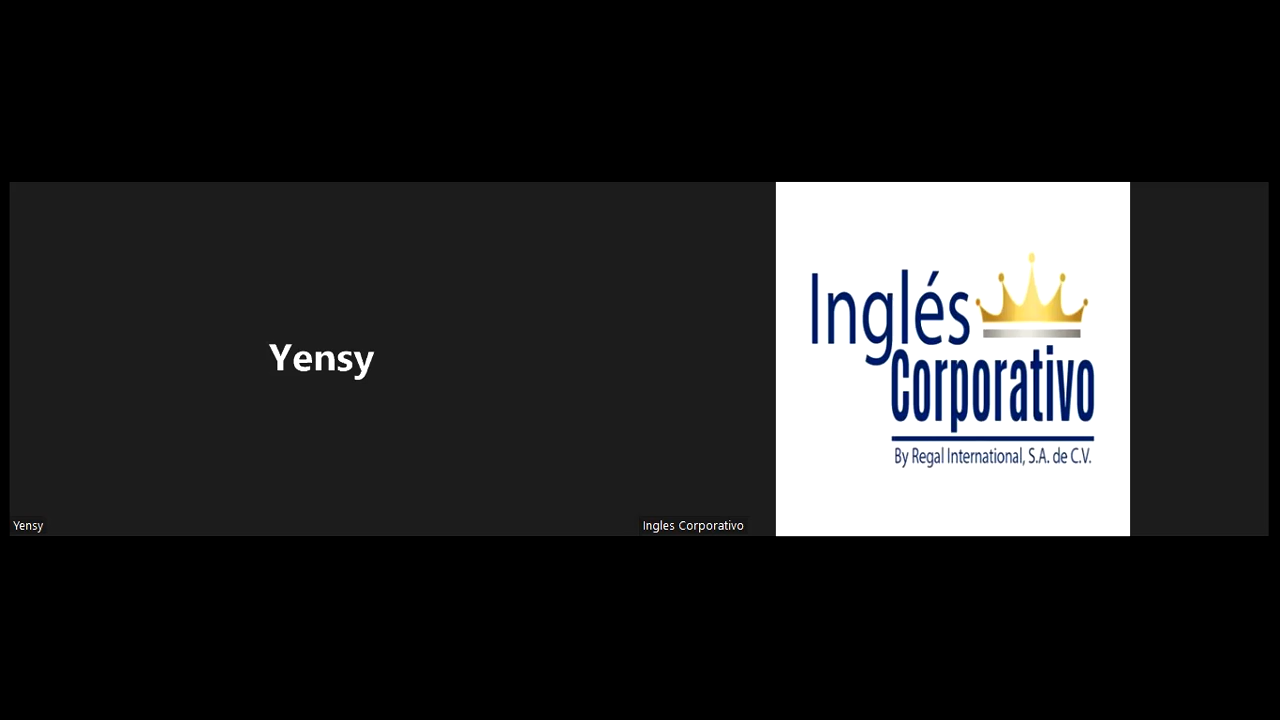 Yensy
Yensy
Ingles Corporativo
Inglés
Corporativo
By Regal International, S.A. de C.V.